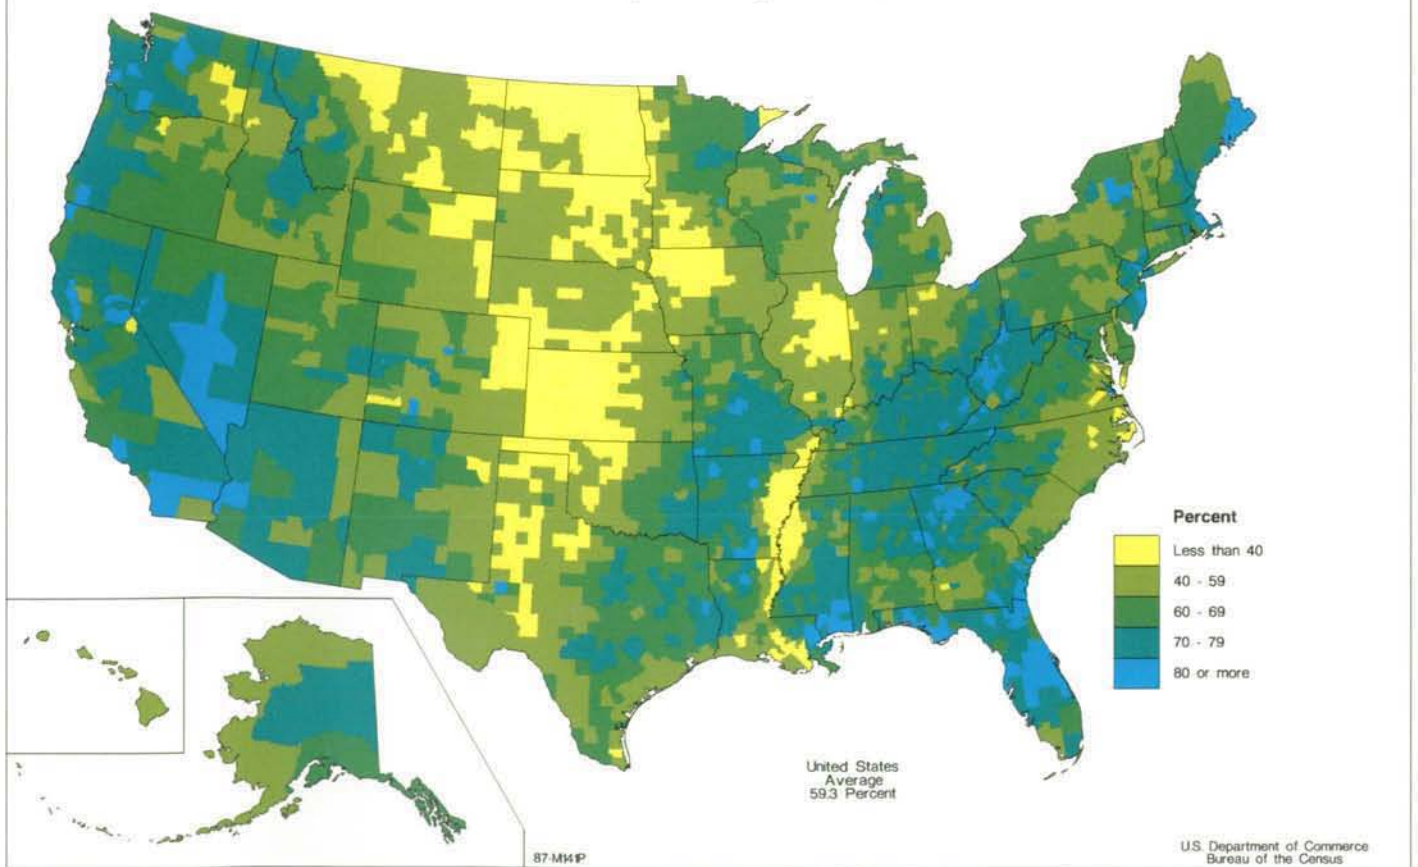 Percent
Less than 40
40 - 59
60 - 69
70 - 79
80 or more
United States
Average
59.3 Percent
87-M141P
U.S. Department of Commerce
Bureau of the Census